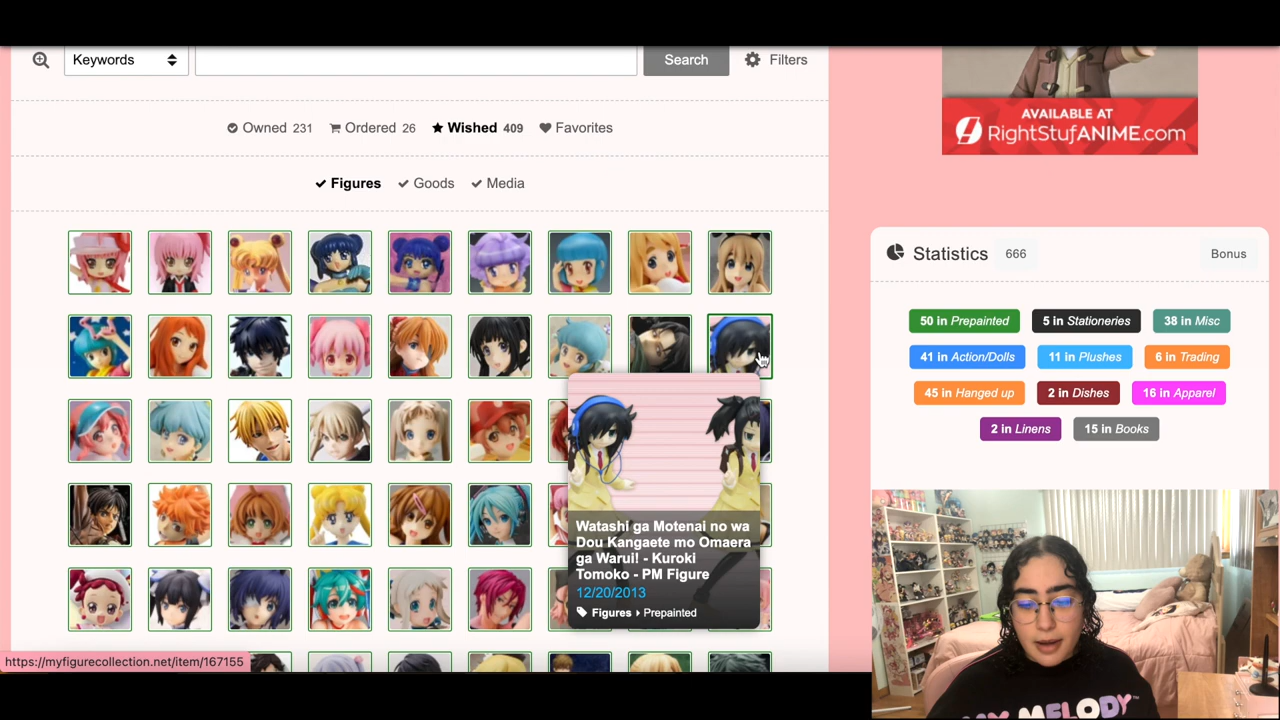 Keywords
Search
Filters
AVAILABLE AT
RightStufANIME.com
Owned 231
Ordered 26
Wished 409
Favorites
Figures
Goods
Media
Statistics 666
Bonus
50 in Prepainted
5 in Stationeries
38 in Misc
41 in Action/Dolls
11 in Plushes
6 in Trading
45 in Hanged up
2 in Dishes
16 in Apparel
2 in Linens
15 in Books
Watashi ga Motenai no wa
Dou Kangaete mo Omaera
ga Warui! - Kuroki
Tomoko - PM Figure
12/20/2013
Figures Prepainted
https://myfigurecollection.net/item/167155
MY MELODY